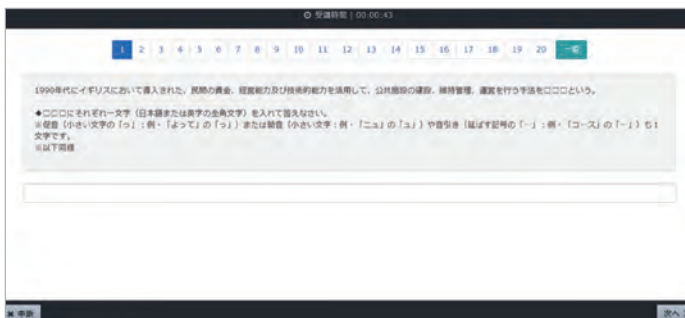 受講時間 | 00:00:43
1 2 3 4 5 6 7 8 9 10 11 12 13 14 15 16 17 18 19 20 一覧
1990年代にイギリスにおいて導入された、民間の資金、経営能力及び技術的能力を活用して、公共施設の建設、維持管理、運営を行う手法を□□□という。
◆□□□にそれぞれ一文字（日本語または英字の全角文字）を入れて答えなさい。
※促音（小さい文字の「っ」：例・「よって」の「っ」）または拗音（小さい文字：例・「ニュ」の「ュ」）や音引き（延ばす記号の「ー」：例・「コース」の「ー」）も1
文字です。
※以下同様
✖ 中断
次へ